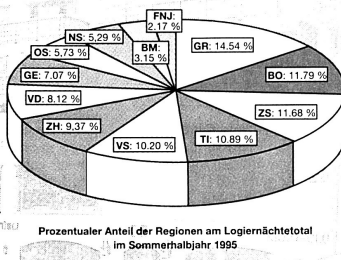 FNJ:
2.17 %
NS: 5,29 %
BM:
3.15 %
GR: 14.54 %
OS: 5,73 %
GE: 7.07 %
BO: 11.79 %
VD: 8.12 %
ZS: 11.68 %
ZH: 9,37 %
TI: 10.89 %
VS: 10.20 %
Prozentualer Anteil der Regionen am Logiernächtetotal
im Sommerhalbjahr 1995